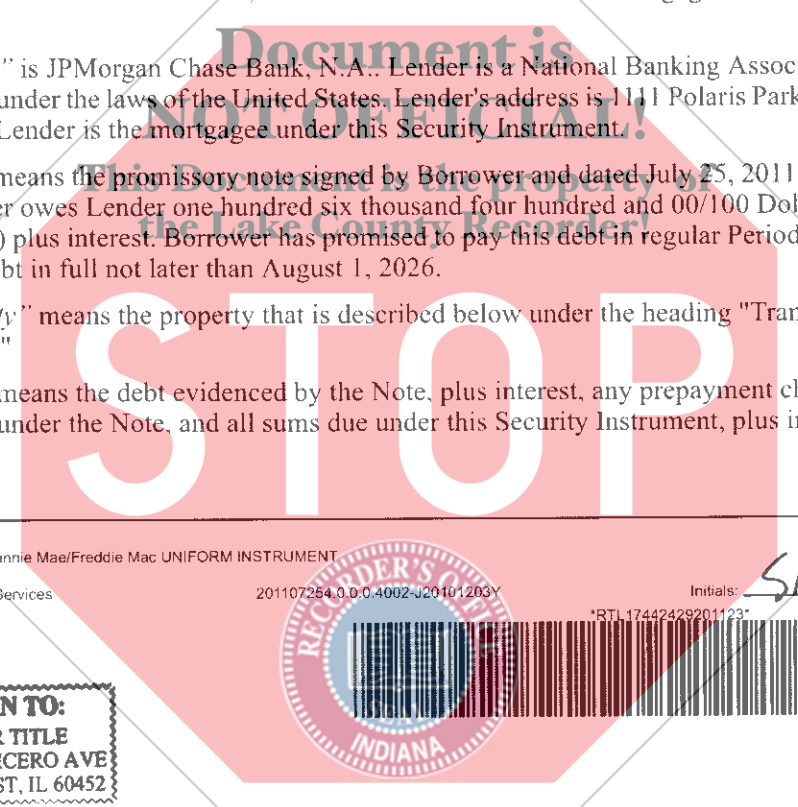 Document is
" is JPMorgan Chase Bank, N.A.. Lender is a National Banking Assoc
under the laws of the United States. Lender's address is 1111 Polaris Park
NOT OFFICIAL!
Lender is the mortgagee under this Security Instrument.
means the promissory note signed by Borrower and dated July 25, 2011
This Document is the property of
er owes Lender one hundred six thousand four hundred and 00/100 Dol
the Lake County Recorder!
) plus interest. Borrower has promised to pay this debt in regular Period
bt in full not later than August 1, 2026.
ty" means the property that is described below under the heading "Tran
"
means the debt evidenced by the Note, plus interest, any prepayment ch
under the Note, and all sums due under this Security Instrument, plus in
STOP
annie Mae/Freddie Mac UNIFORM INSTRUMENT
Services 201107254.0.0.0.4002-J20101203Y Initials:
*RTL17442429201123*
RECORDER'S OFFICE
SEAL
INDIANA
N TO:
R TITLE
CERO AVE
ST, IL 60452